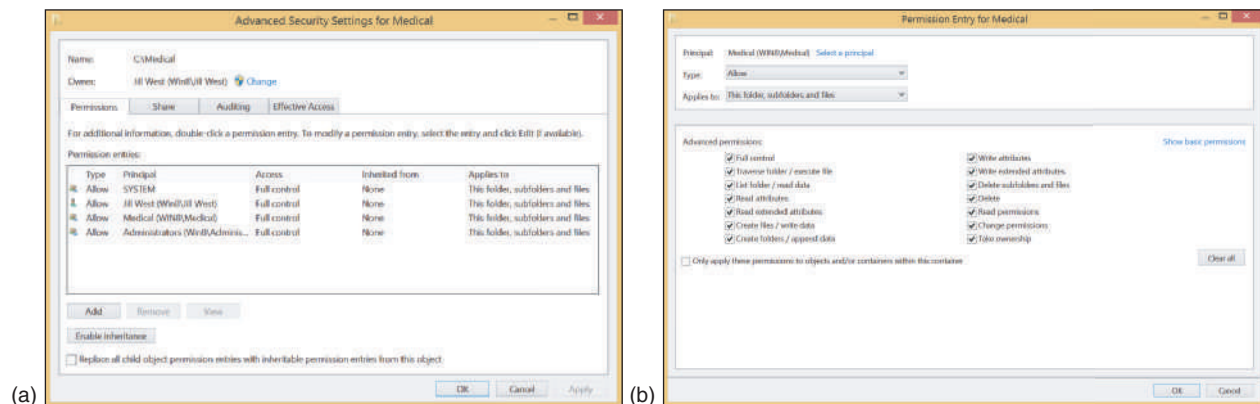 Advanced Security Settings for Medical
Name: C:\Medical
Owner: Jill West (Win8\Jill West) Change
Permissions Share Auditing Effective Access
For additional information, double-click a permission entry. To modify a permission entry, select the entry and click Edit (if available).
Permission entries:
Type Principal Access Inherited from Applies to
Allow SYSTEM Full control None This folder, subfolders and files
Allow Jill West (Win8\Jill West) Full control None This folder, subfolders and files
Allow Medical (WIN8\Medical) Full control None This folder, subfolders and files
Allow Administrators (Win8\Adminis... Full control None This folder, subfolders and files
Add Remove View
Enable inheritance
Replace all child object permission entries with inheritable permission entries from this object
OK Cancel Apply
(a)
Permission Entry for Medical
Principal: Medical (WIN8\Medical) Select a principal
Type: Allow
Applies to: This folder, subfolders and files
Advanced permissions: Show basic permissions
Full control Write attributes
Traverse folder / execute file Write extended attributes
List folder / read data Delete subfolders and files
Read attributes Delete
Read extended attributes Read permissions
Create files / write data Change permissions
Create folders / append data Take ownership
Only apply these permissions to objects and/or containers within this container
Clear all
OK Cancel
(b)